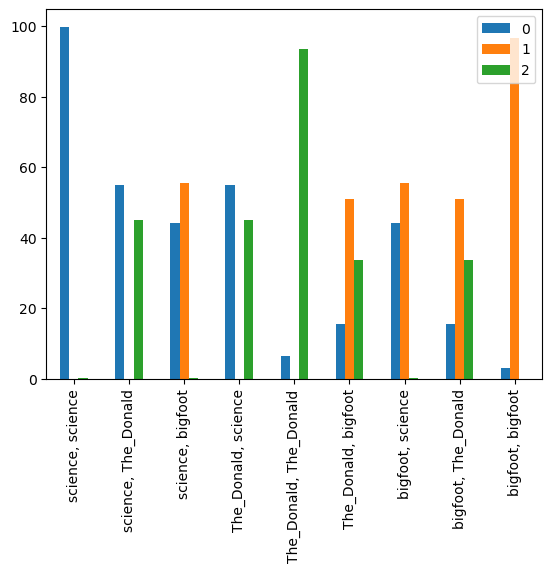 100
80
60
40
20
0
0
1
2
science, science
science, The_Donald
science, bigfoot
The_Donald, science
The_Donald, The_Donald
The_Donald, bigfoot
bigfoot, science
bigfoot, The_Donald
bigfoot, bigfoot